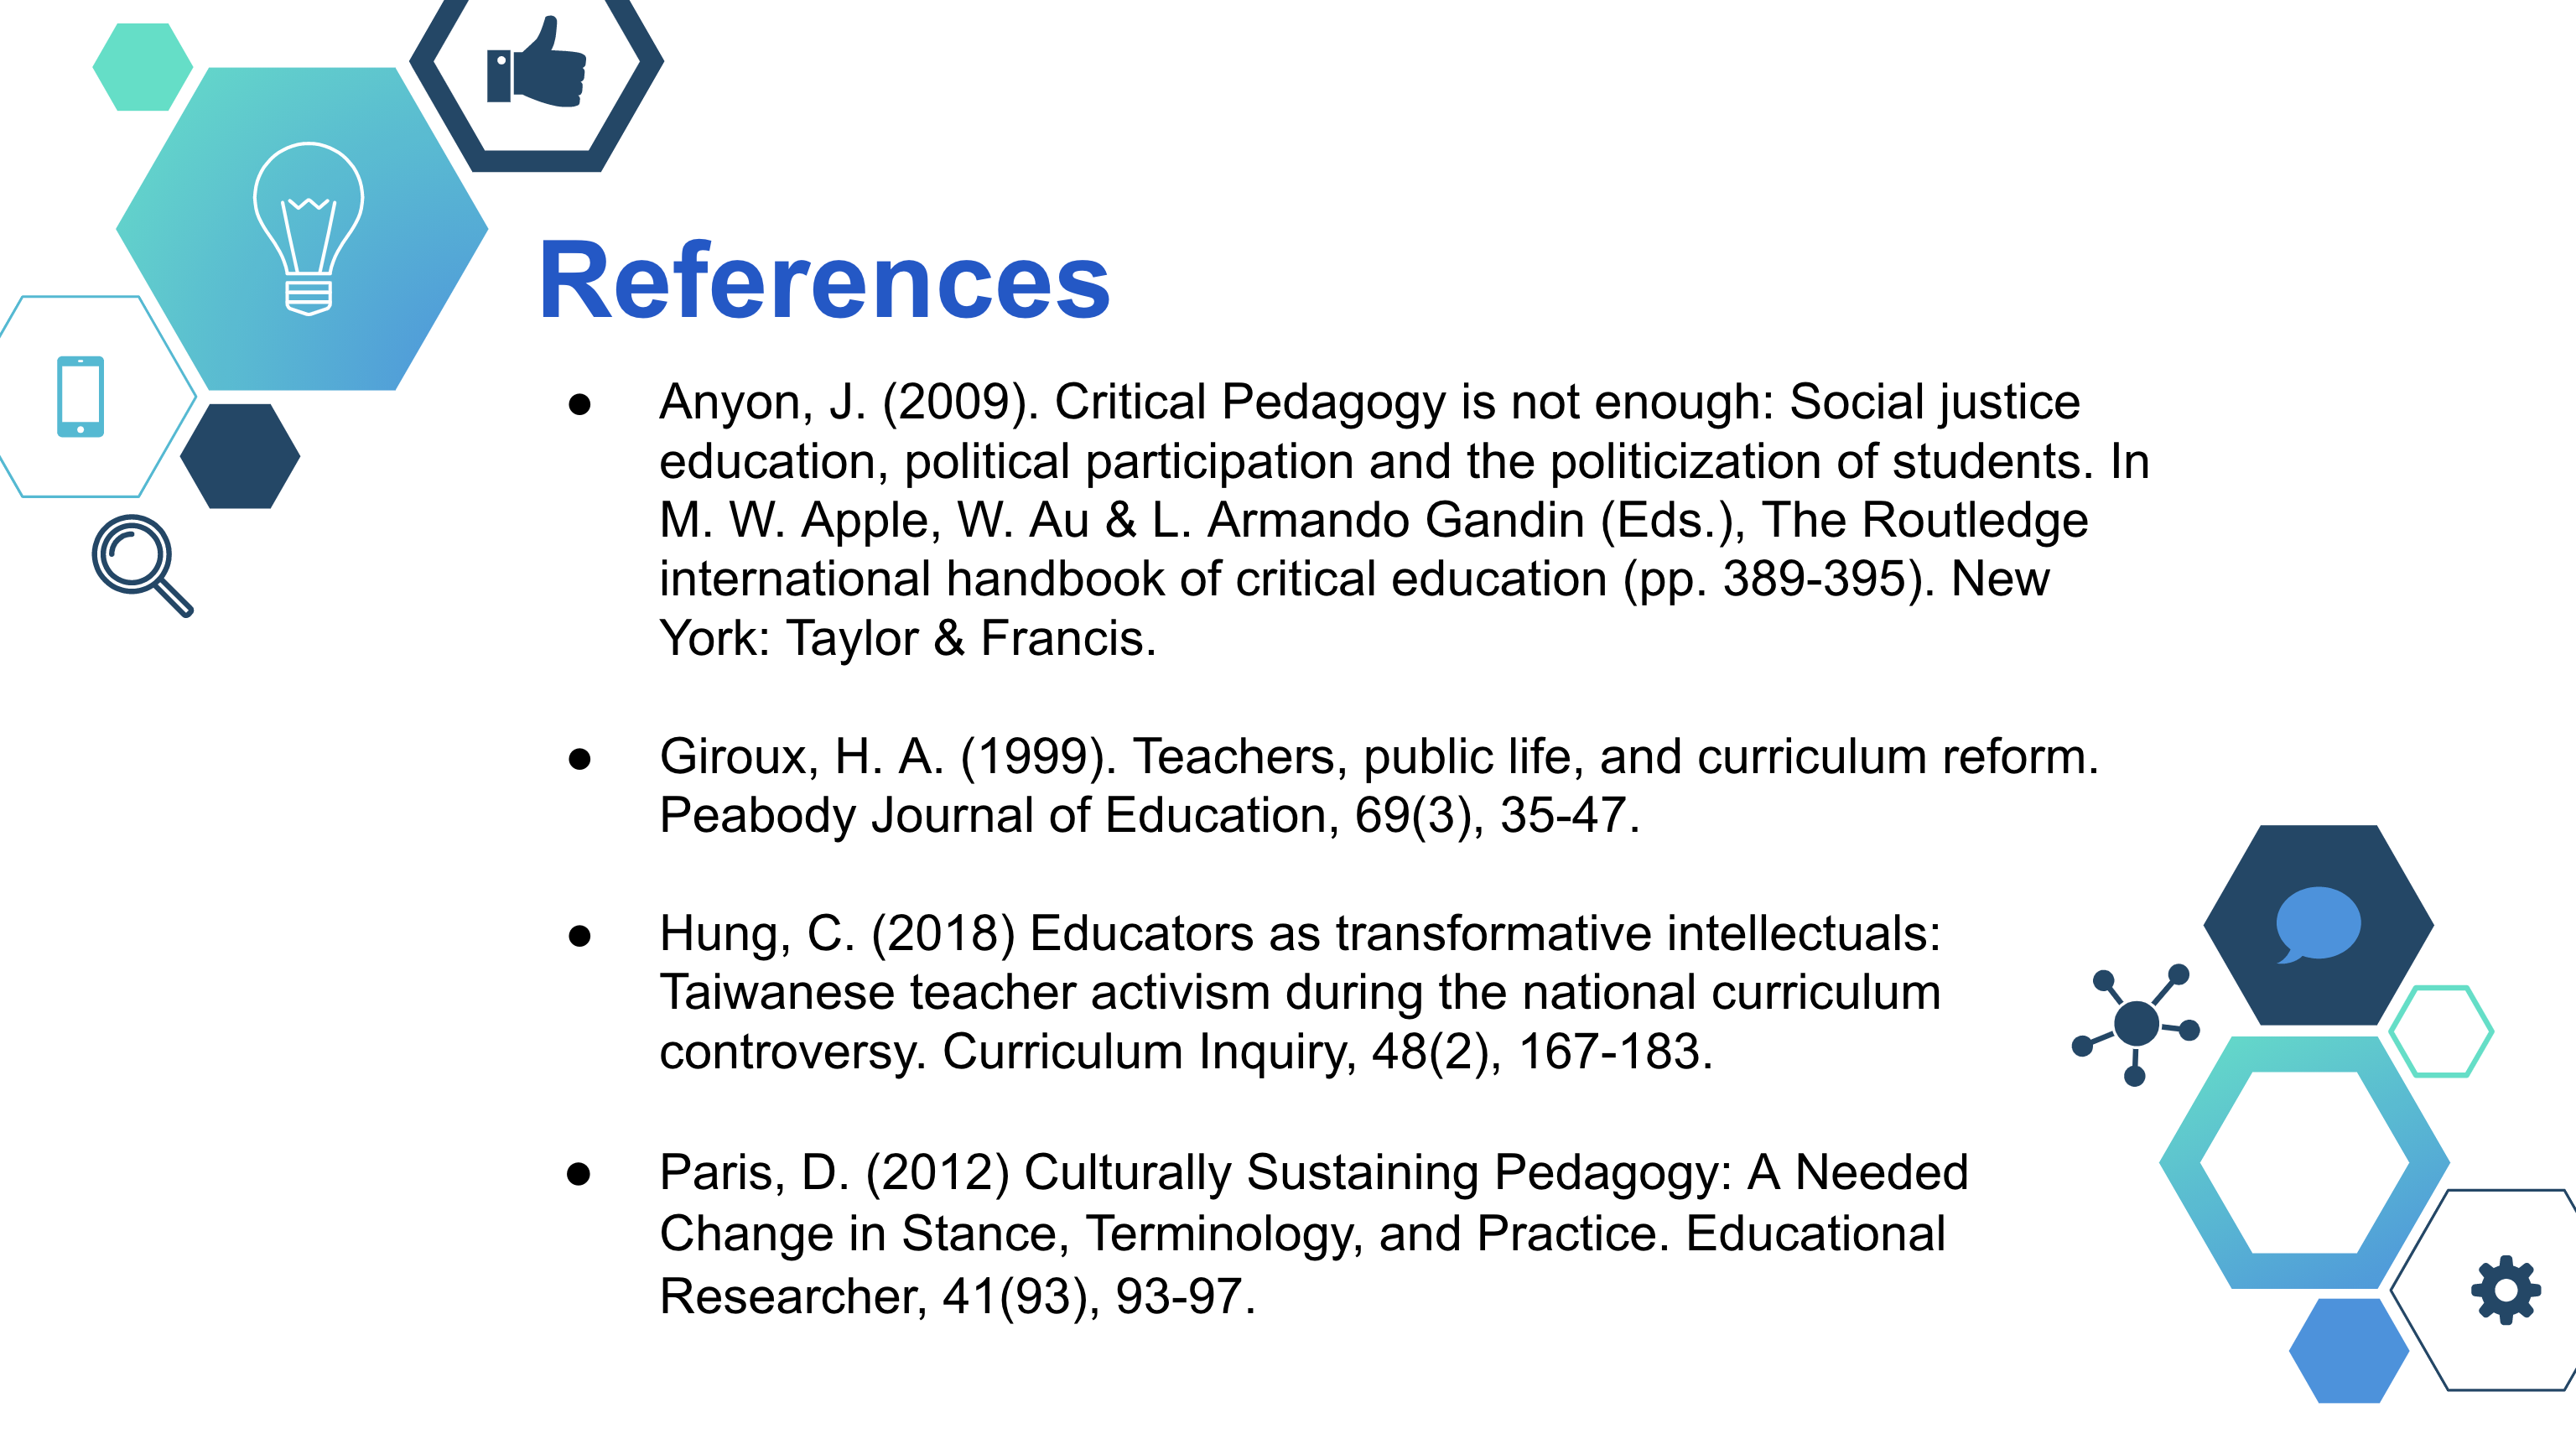 References
● Anyon, J. (2009). Critical Pedagogy is not enough: Social justice
education, political participation and the politicization of students. In
M. W. Apple, W. Au & L. Armando Gandin (Eds.), The Routledge
international handbook of critical education (pp. 389-395). New
York: Taylor & Francis.
● Giroux, H. A. (1999). Teachers, public life, and curriculum reform.
Peabody Journal of Education, 69(3), 35-47.
● Hung, C. (2018) Educators as transformative intellectuals:
Taiwanese teacher activism during the national curriculum
controversy. Curriculum Inquiry, 48(2), 167-183.
● Paris, D. (2012) Culturally Sustaining Pedagogy: A Needed
Change in Stance, Terminology, and Practice. Educational
Researcher, 41(93), 93-97.